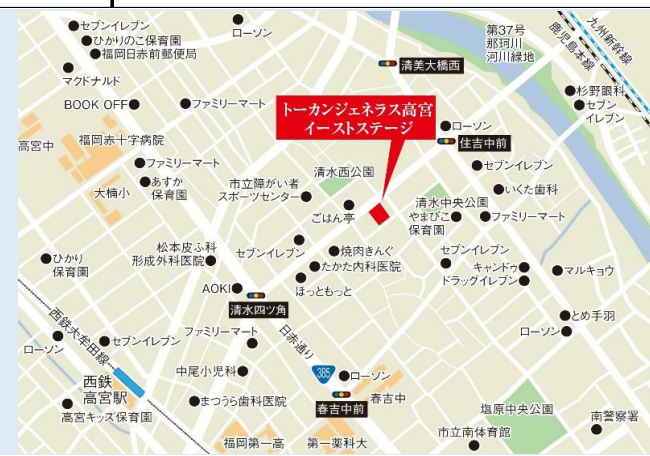 セブンイレブン
ひかりのこ保育園
福岡日赤前郵便局
マクドナルド
BOOK OFF
ローソン
ファミリーマート
清美大橋西
第37号
那珂川
河川緑地
九州新幹線
鹿児島本線
杉野眼科
セブン
イレブン
トーカンジェネラス高宮
イーストステージ
ローソン
住吉中前
高宮中
福岡赤十字病院
ファミリーマート
大楠小
あすか
保育園
市立障がい者
スポーツセンター
清水西公園
ごはん亭
セブンイレブン
いくた歯科
清水中央公園
やまびこ
保育園
ファミリーマート
ひかり
保育園
松本皮ふ科
形成外科医院
セブンイレブン
焼肉きんぐ
たかた内科医院
ほっともっと
セブンイレブン
キャンドゥ
ドラッグイレブン
マルキョウ
AOKI
清水四ツ角
とめ手羽
ローソン
西鉄大牟田線
ローソン
セブンイレブン
ファミリーマート
日赤通り
西鉄
高宮駅
中尾小児科
385
ローソン
高宮キッズ保育園
まつうら歯科医院
春吉中前
春吉中
塩原中央公園
南警察署
福岡第一高
第一薬科大
市立南体育館